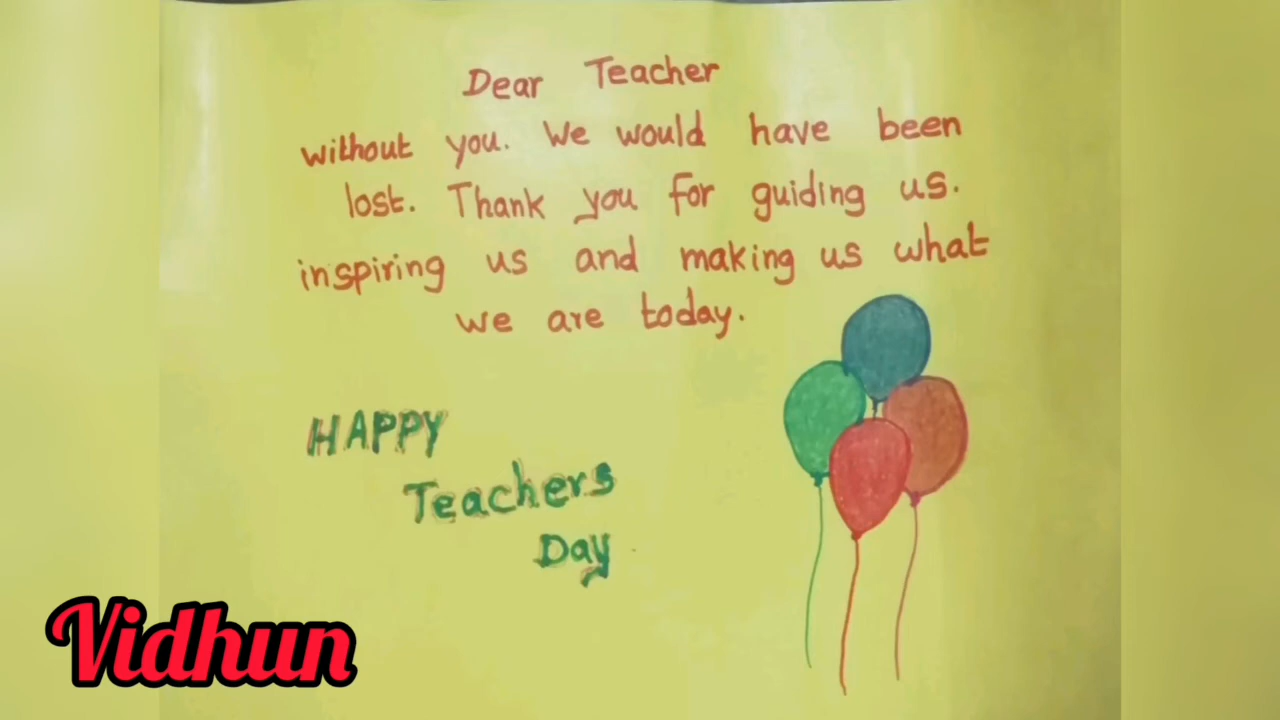 Dear Teacher
without you. We would have been
lost. Thank you for guiding us.
inspiring us and making us what
we are today.
HAPPY
Teachers
Day
Vidhun